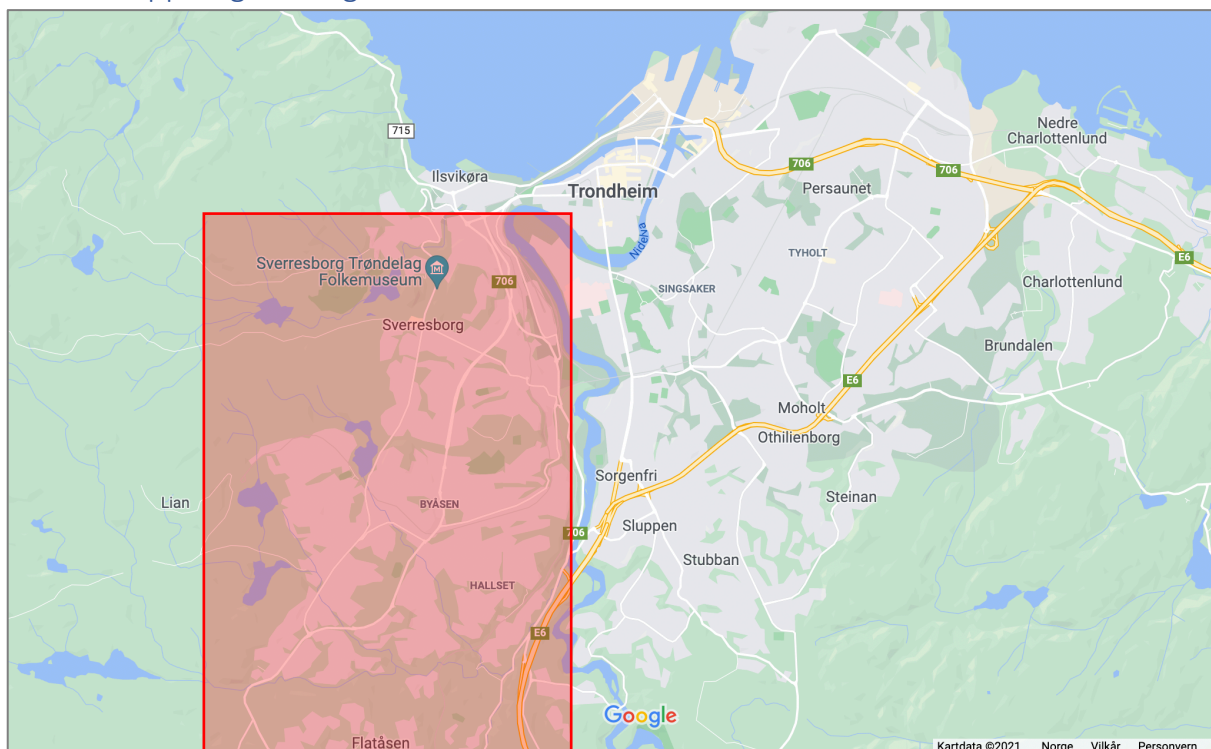 715
Ilsvikøra
Trondheim
Nedre
Charlottenlund
706
706
Persaunet
Nidelva
TYHOLT
E6
Sverresborg Trøndelag
Folkemuseum
706
SINGSAKER
Charlottenlund
Sverresborg
Brundalen
E6
Moholt
Othilienborg
Lian
Sorgenfri
Steinan
BYÅSEN
Sluppen
706
Stubban
HALLSET
E6
Google
Flatåsen
Kartdata ©2021 Norge Vilkår Personvern